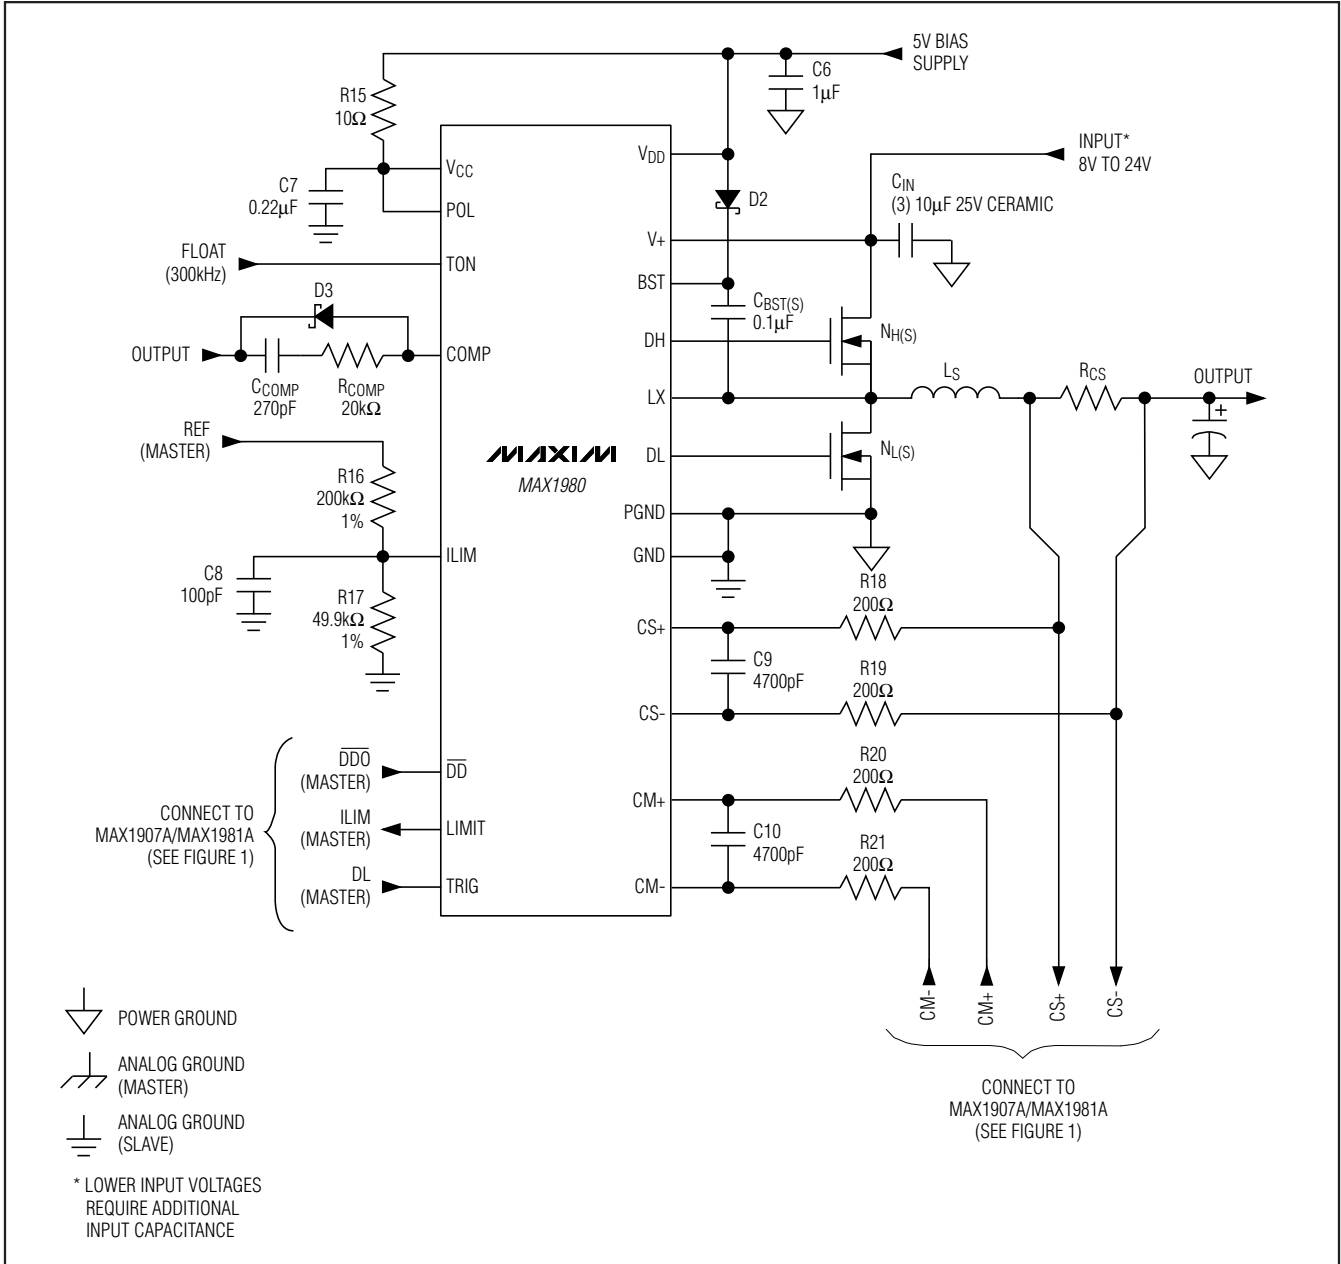 5V BIAS
SUPPLY
C6
1µF
R15
10Ω
INPUT*
8V TO 24V
VDD
VCC
CIN
(3) 10µF 25V CERAMIC
C7
0.22µF
D2
POL
V+
FLOAT
(300kHz)
TON
BST
D3
CBST(S)
0.1µF
DH
NH(S)
OUTPUT
COMP
CCOMP
270pF
RCOMP
20kΩ
LX
LS
RCS
OUTPUT
+
REF
(MASTER)
MAXIM
MAX1980
DL
NL(S)
R16
200kΩ
1%
PGND
ILIM
GND
C8
100pF
R17
49.9kΩ
1%
R18
200Ω
CS+
C9
4700pF
R19
200Ω
CS-
DDO
(MASTER)
DD
R20
200Ω
CM+
CONNECT TO
MAX1907A/MAX1981A
(SEE FIGURE 1)
ILIM
(MASTER)
LIMIT
C10
4700pF
R21
200Ω
DL
(MASTER)
TRIG
CM-
CM-
CM+
CS+
CS-
POWER GROUND
ANALOG GROUND
(MASTER)
ANALOG GROUND
(SLAVE)
CONNECT TO
MAX1907A/MAX1981A
(SEE FIGURE 1)
* LOWER INPUT VOLTAGES
REQUIRE ADDITIONAL
INPUT CAPACITANCE